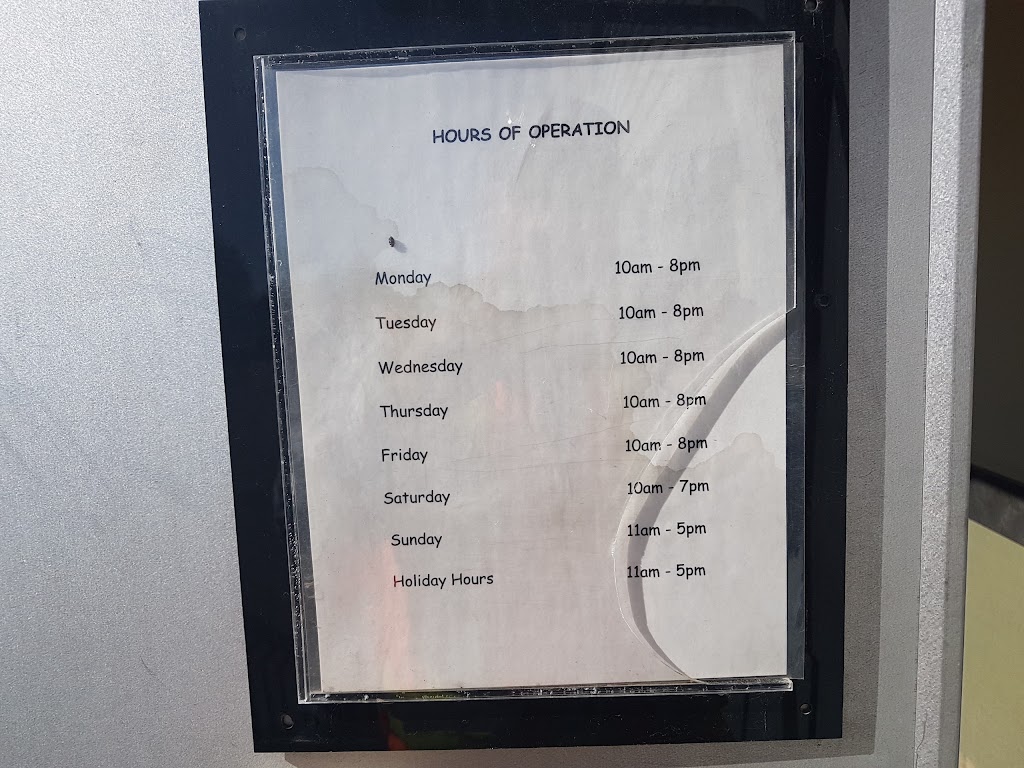 HOURS OF OPERATION
Monday 10am - 8pm
Tuesday 10am - 8pm
Wednesday 10am - 8pm
Thursday 10am - 8pm
Friday 10am - 8pm
Saturday 10am - 7pm
Sunday 11am - 5pm
Holiday Hours 11am - 5pm